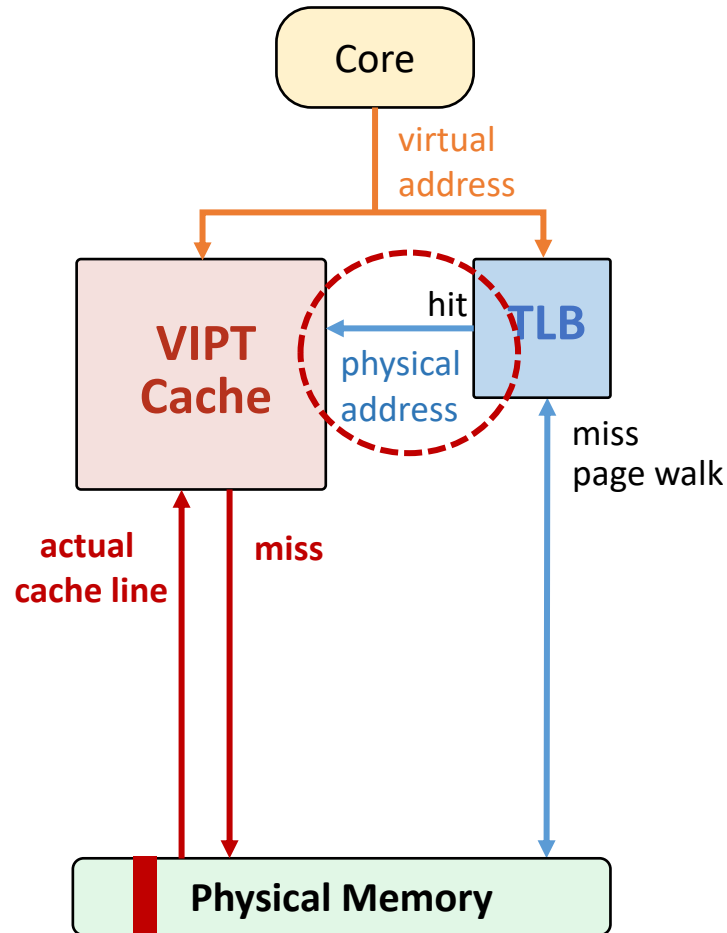 Core
virtual
address
VIPT
Cache
hit
TLB
physical
address
miss
page walk
actual
cache line
miss
Physical Memory